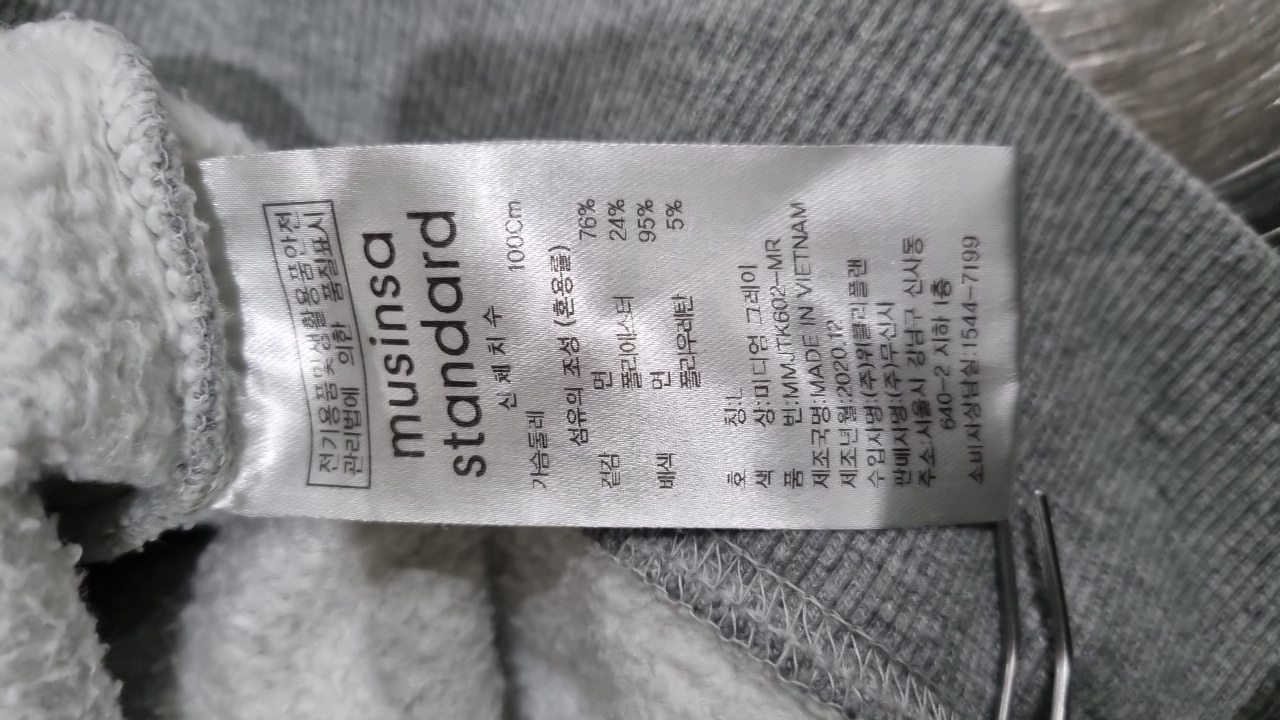 전기용품및생활용품안전
관리법에 의한 품질표시
musinsa
standard
신체치수
가슴둘레 100Cm
섬유의 조성 (혼용률)
겉감 면 76%
폴리에스터 24%
배색 면 95%
폴리우레탄 5%
호 칭:L
색 상:미디엄 그레이
품 번:MMJTK602-MR
제조국명:MADE IN VIETNAM
제조년월:2020.12
수입자명:(주)위클리플랜
판매자명:(주)무신사
주소:서울시 강남구 신사동
640-2 지하 1층
소비자상담실:1544-7199